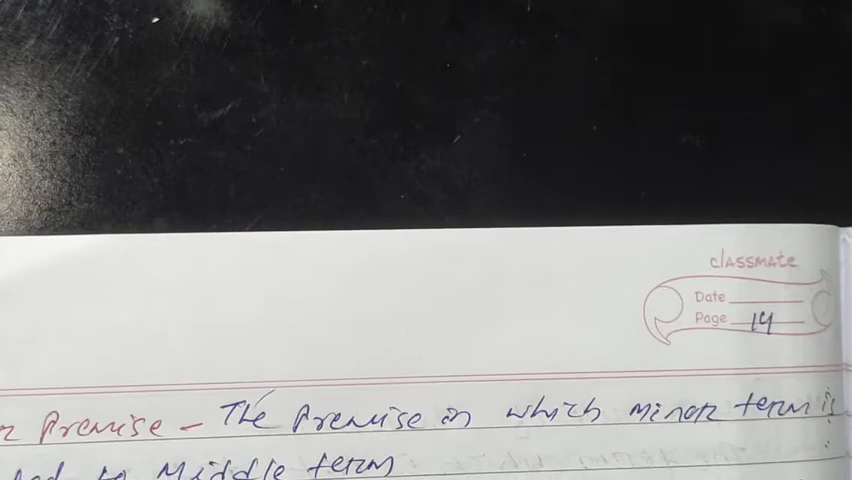 classmate
Date
Page 14
Premise - The Premise in which minor term is
to Middle term